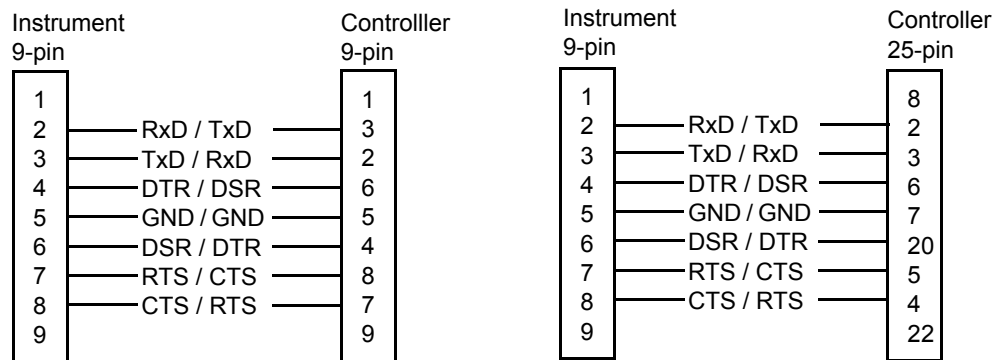 Instrument
9-pin
Controlller
9-pin
1 1
2 RxD / TxD 3
3 TxD / RxD 2
4 DTR / DSR 6
5 GND / GND 5
6 DSR / DTR 4
7 RTS / CTS 8
8 CTS / RTS 7
9 9
Instrument
9-pin
Controller
25-pin
1 8
2 RxD / TxD 2
3 TxD / RxD 3
4 DTR / DSR 6
5 GND / GND 7
6 DSR / DTR 20
7 RTS / CTS 5
8 CTS / RTS 4
9 22